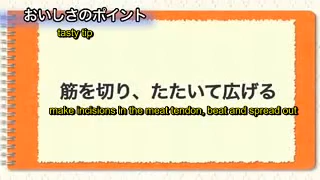 おいしさのポイント
tasty tip
筋を切り、たたいて広げる
make incisions in the meat tendon, beat and spread out